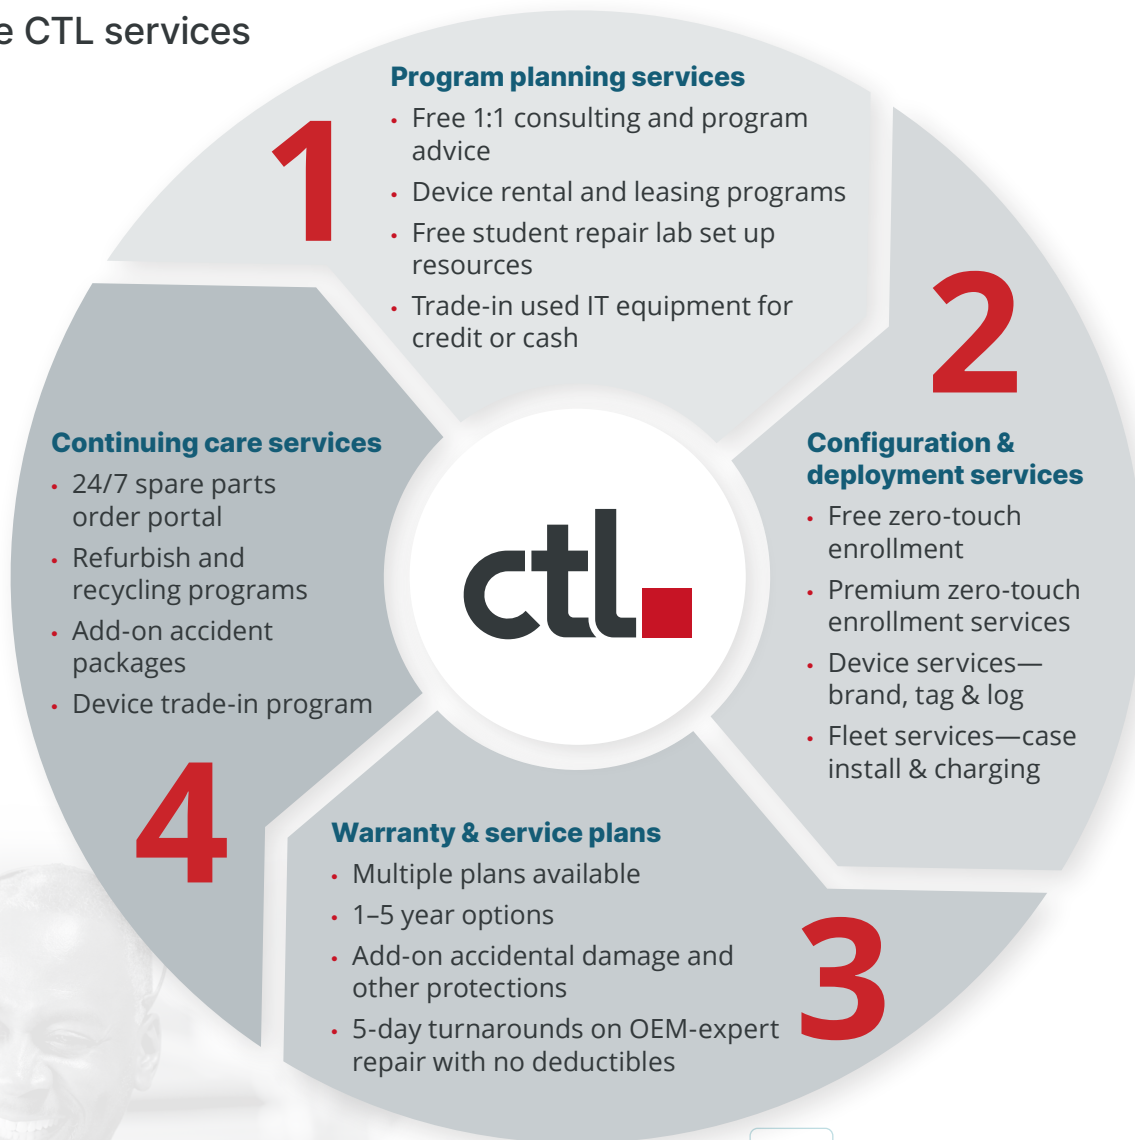 e CTL services
1
Program planning services
• Free 1:1 consulting and program
advice
• Device rental and leasing programs
• Free student repair lab set up
resources
• Trade-in used IT equipment for
credit or cash
2
Configuration &
deployment services
• Free zero-touch
enrollment
• Premium zero-touch
enrollment services
• Device services—
brand, tag & log
• Fleet services—case
install & charging
3
Warranty & service plans
• Multiple plans available
• 1–5 year options
• Add-on accidental damage and
other protections
• 5-day turnarounds on OEM-expert
repair with no deductibles
4
Continuing care services
• 24/7 spare parts
order portal
• Refurbish and
recycling programs
• Add-on accident
packages
• Device trade-in program
ctl